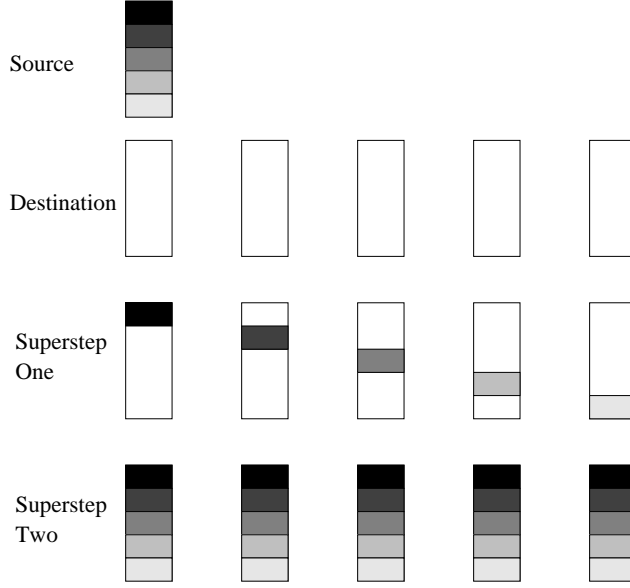 Source
Destination
Superstep
One
Superstep
Two